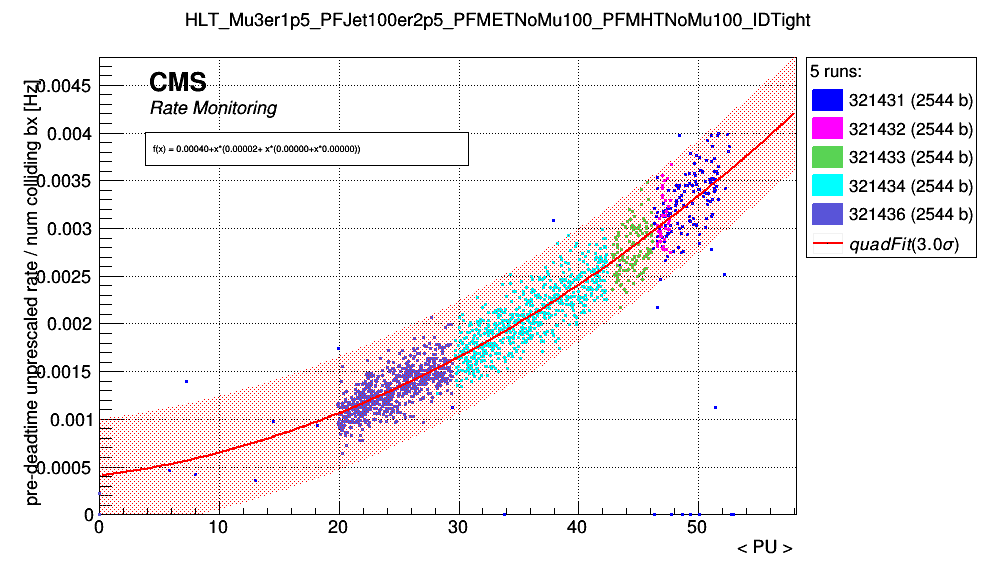 HLT_Mu3er1p5_PFJet100er2p5_PFMETNoMu100_PFMHTNoMu100_IDTight
pre-deadtime unprescaled rate / num colliding bx [Hz]
0.0045
0.004
0.0035
0.003
0.0025
0.002
0.0015
0.001
0.0005
0
CMS
Rate Monitoring
f(x) = 0.00040+x*(0.00002+ x*(0.00000+x*0.00000))
0 10 20 30 40 50
< PU >
5 runs:
321431 (2544 b)
321432 (2544 b)
321433 (2544 b)
321434 (2544 b)
321436 (2544 b)
quadFit(3.0σ)